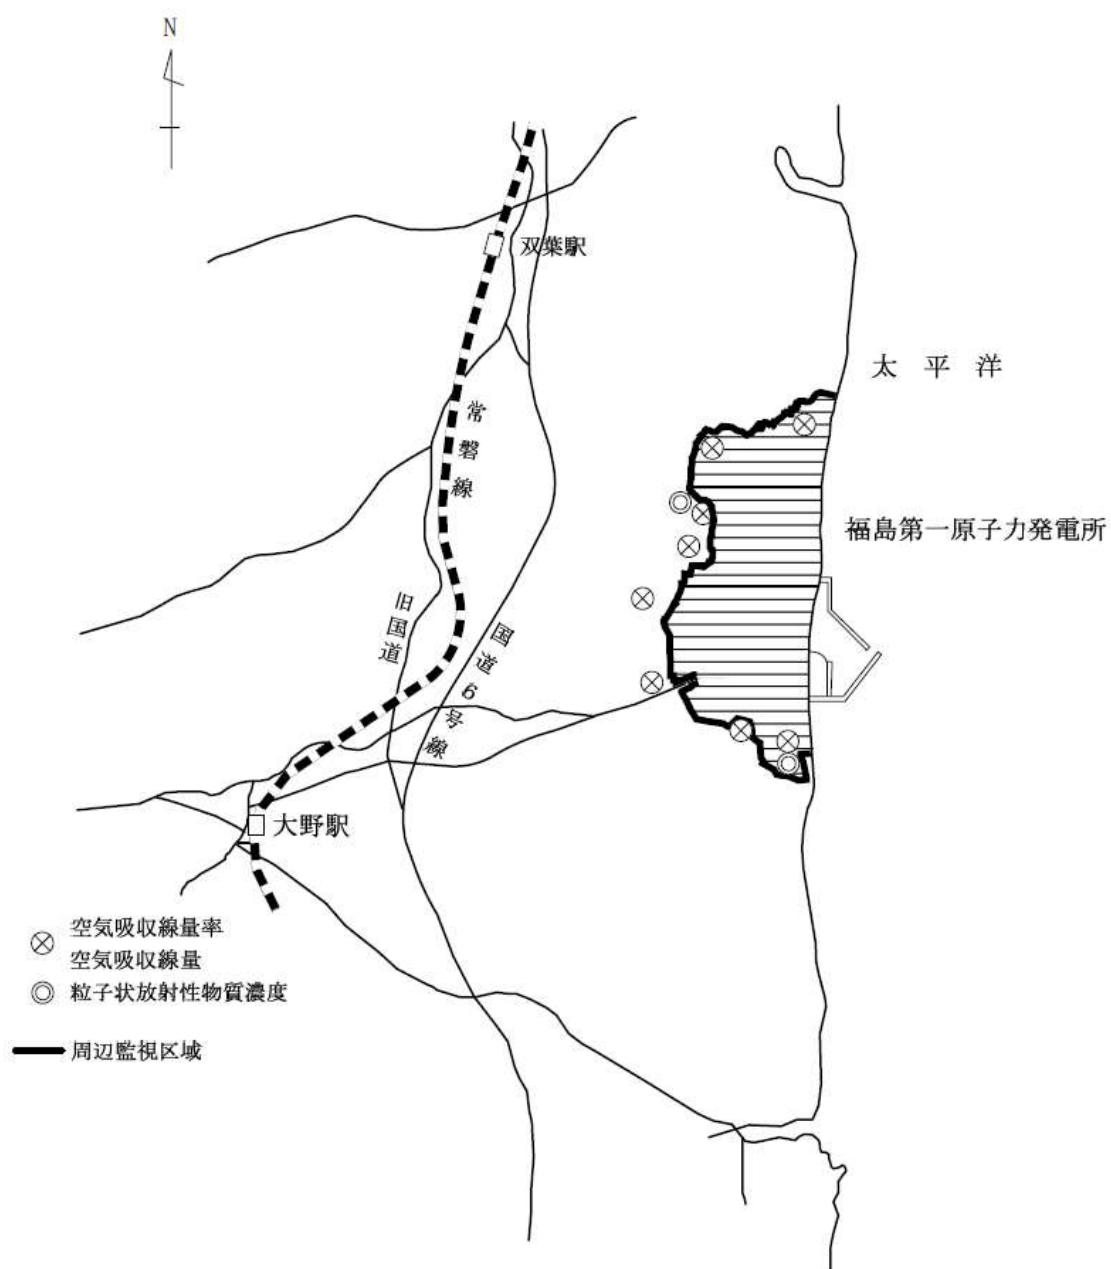 N
双葉駅
太平洋
常磐線
福島第一原子力発電所
旧国道
国道6号線
大野駅
空気吸収線量率
空気吸収線量
粒子状放射性物質濃度
周辺監視区域